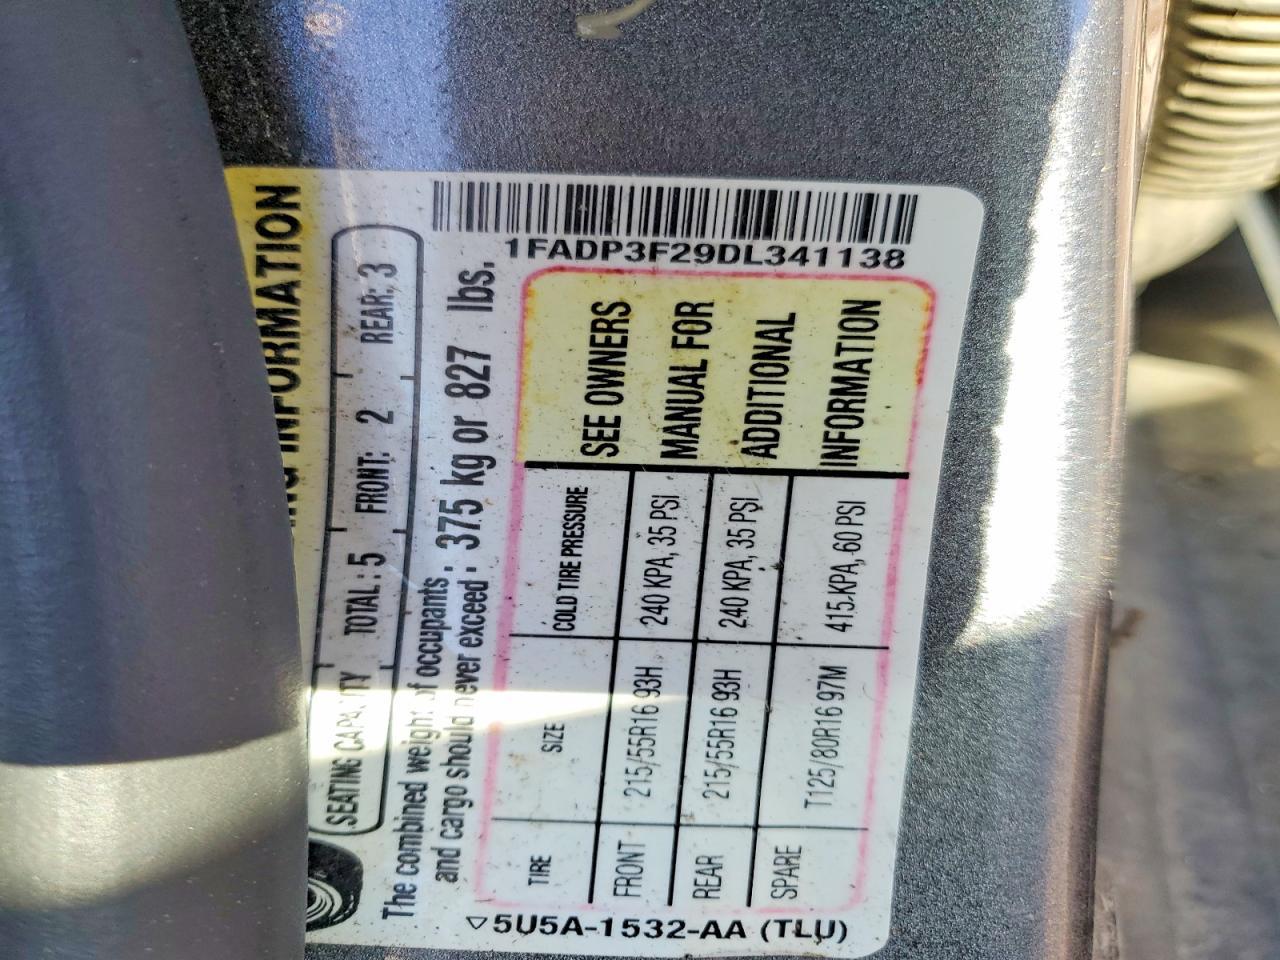 INFORMATION
SEATING CAPACITY TOTAL: 5 FRONT: 2 REAR: 3
The combined weight of occupants
and cargo should never exceed: 375 kg or 827 lbs.
1FADP3F29DL341138
TIRE SIZE COLD TIRE PRESSURE
FRONT 215/55R16 93H 240 KPA, 35 PSI
REAR 215/55R16 93H 240 KPA, 35 PSI
SPARE T125/80R16 97M 415 KPA, 60 PSI
SEE OWNERS
MANUAL FOR
ADDITIONAL
INFORMATION
5U5A-1532-AA (TLU)